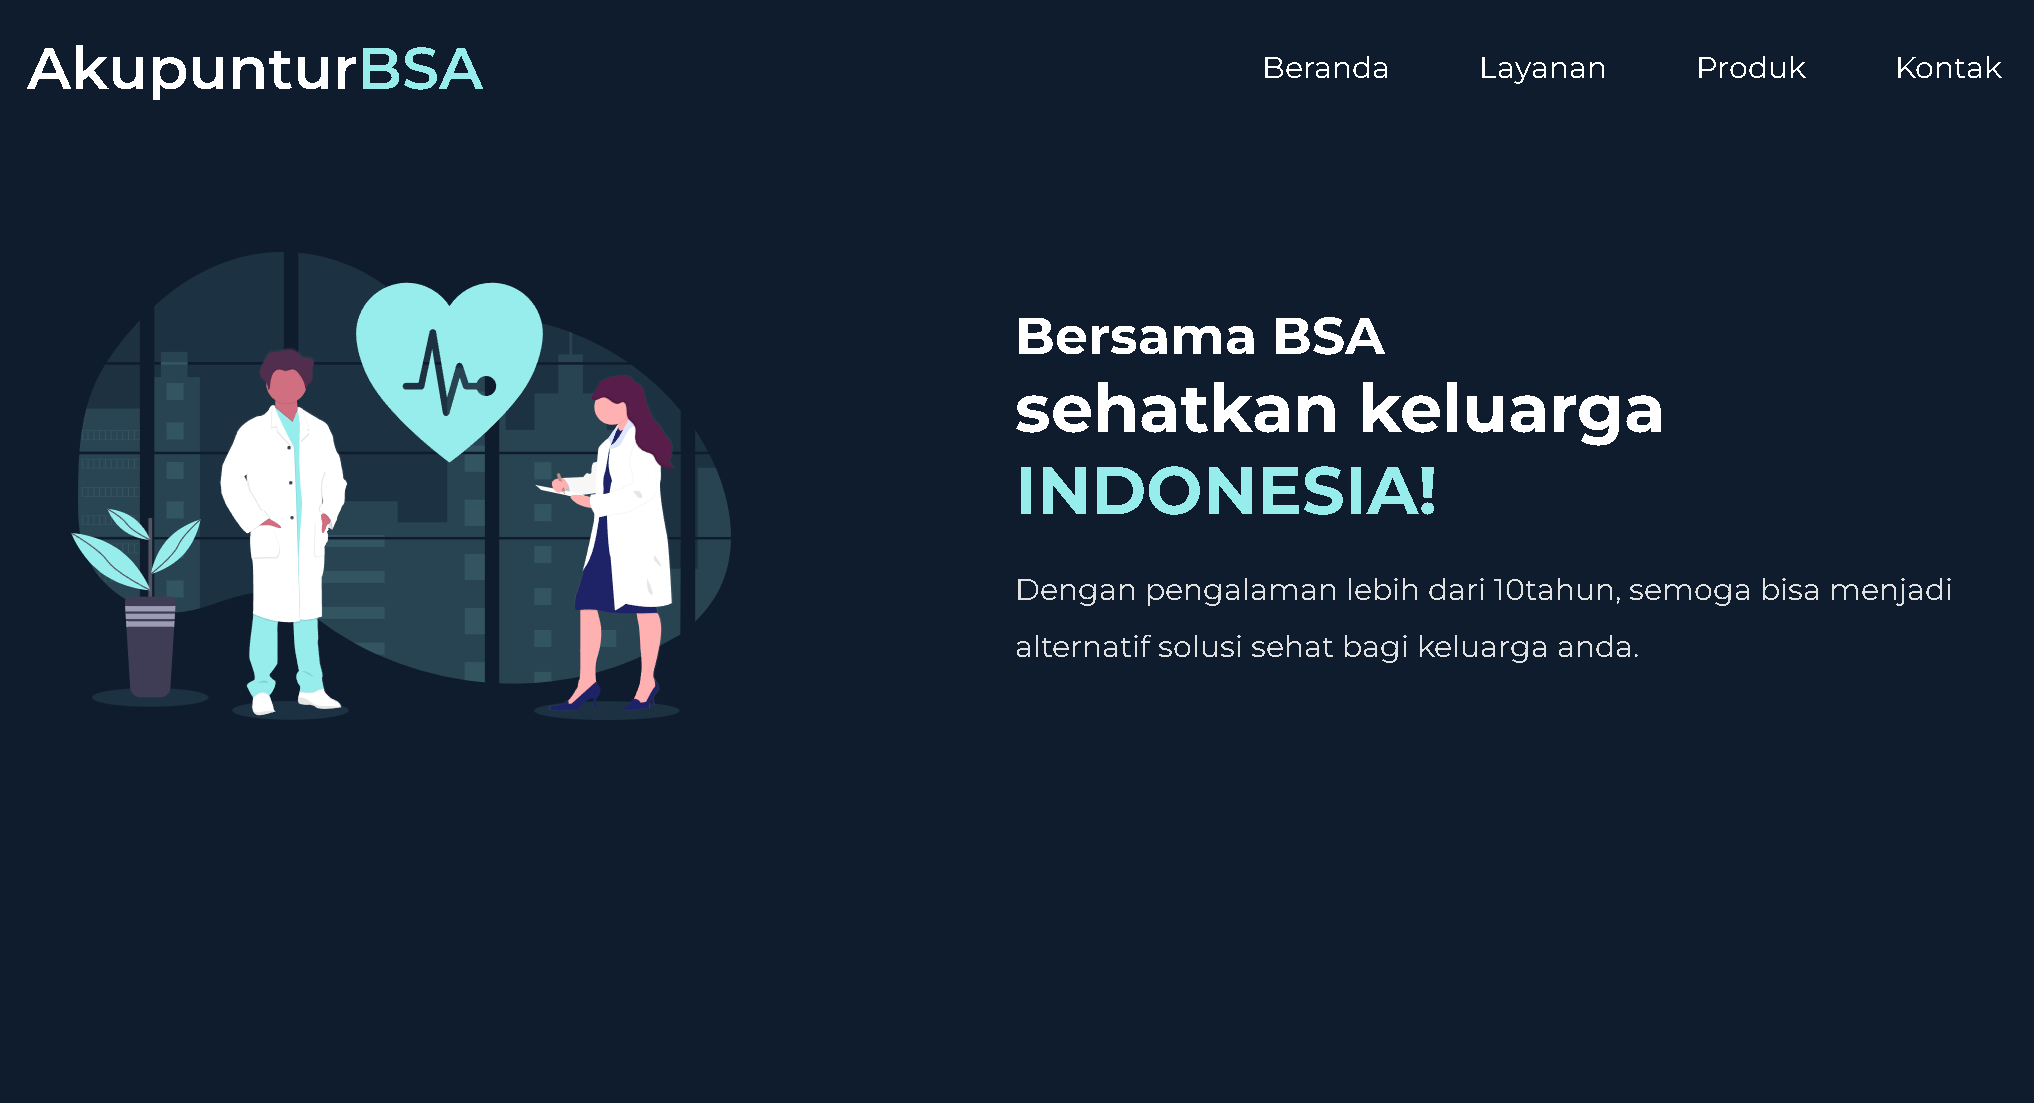 AkupunturBSA
Beranda Layanan Produk Kontak
Bersama BSA
sehatkan keluarga
INDONESIA!
Dengan pengalaman lebih dari 10tahun, semoga bisa menjadi
alternatif solusi sehat bagi keluarga anda.